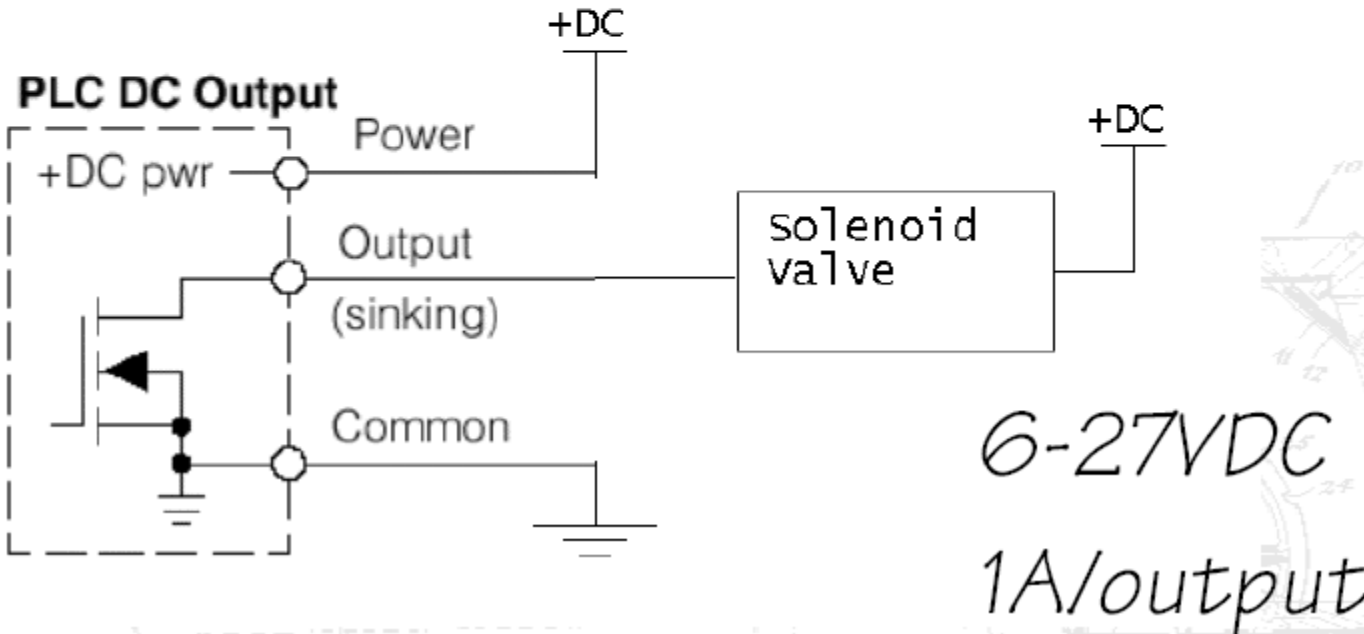 +DC
PLC DC Output
Power
+DC
+DC pwr
Output
Solenoid
Valve
(sinking)
Common
6-27VDC
1A/output